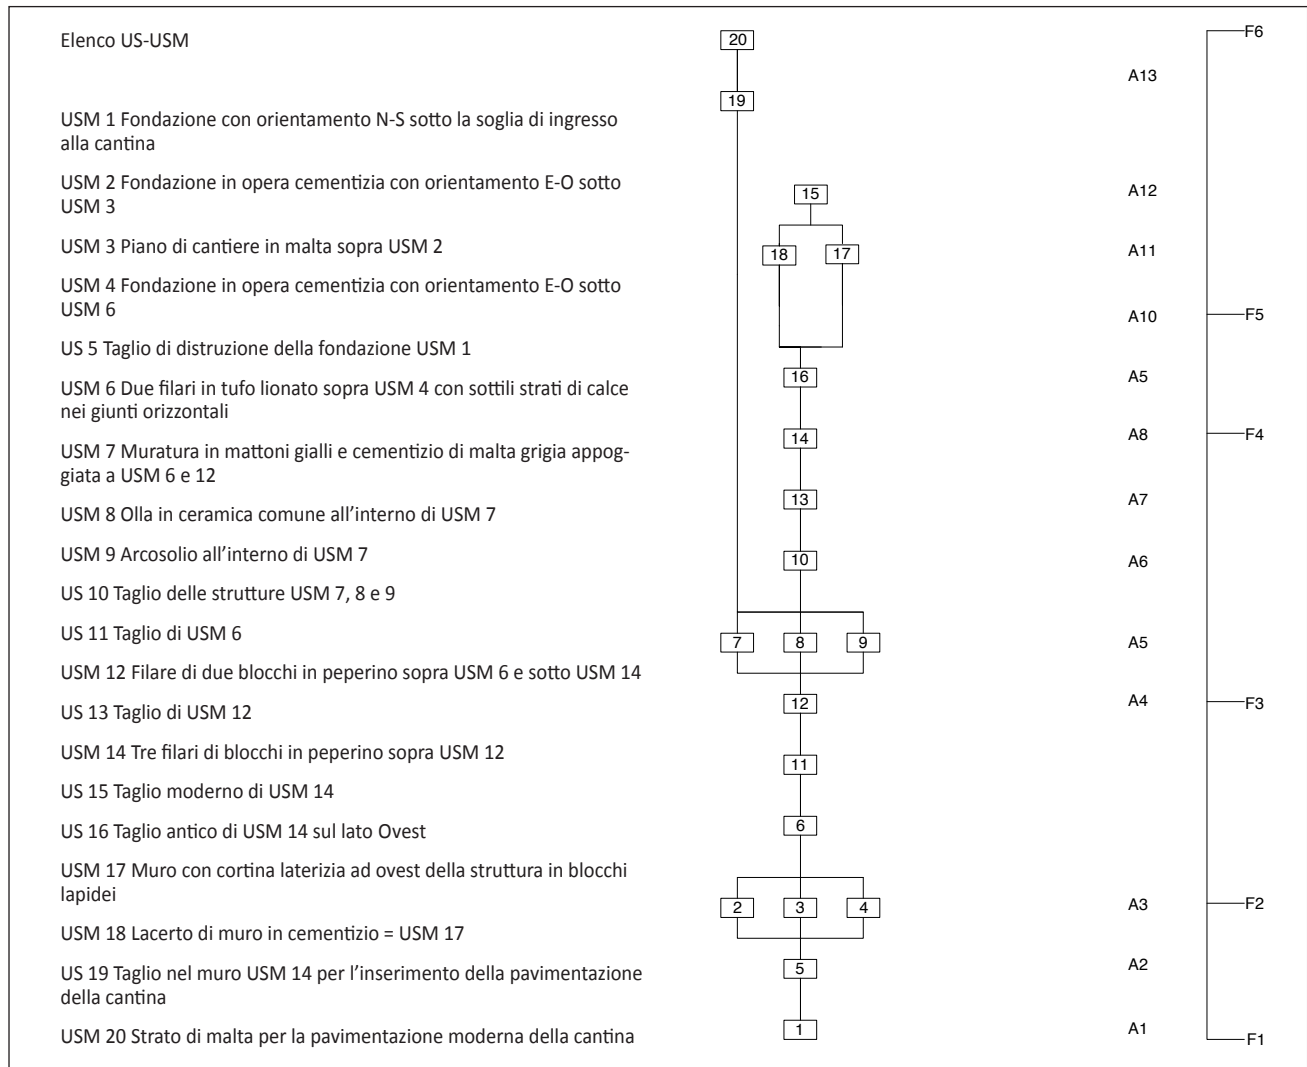 Elenco US-USM
USM 1 Fondazione con orientamento N-S sotto la soglia di ingresso
alla cantina
USM 2 Fondazione in opera cementizia con orientamento E-O sotto
USM 3
USM 3 Piano di cantiere in malta sopra USM 2
USM 4 Fondazione in opera cementizia con orientamento E-O sotto
USM 6
US 5 Taglio di distruzione della fondazione USM 1
USM 6 Due filari in tufo lionato sopra USM 4 con sottili strati di calce
nei giunti orizzontali
USM 7 Muratura in mattoni gialli e cementizio di malta grigia appog-
giata a USM 6 e 12
USM 8 Olla in ceramica comune all'interno di USM 7
USM 9 Arcosolio all'interno di USM 7
US 10 Taglio delle strutture USM 7, 8 e 9
US 11 Taglio di USM 6
USM 12 Filare di due blocchi in peperino sopra USM 6 e sotto USM 14
US 13 Taglio di USM 12
USM 14 Tre filari di blocchi in peperino sopra USM 12
US 15 Taglio moderno di USM 14
US 16 Taglio antico di USM 14 sul lato Ovest
USM 17 Muro con cortina laterizia ad ovest della struttura in blocchi
lapidei
USM 18 Lacerto di muro in cementizio = USM 17
US 19 Taglio nel muro USM 14 per l'inserimento della pavimentazione
della cantina
USM 20 Strato di malta per la pavimentazione moderna della cantina
20
19
15
18 17
16
14
13
10
7 8 9
12
11
6
2 3 4
5
1
A13
A12
A11
A10
A5
A8
A7
A6
A5
A4
A3
A2
A1
F6
F5
F4
F3
F2
F1